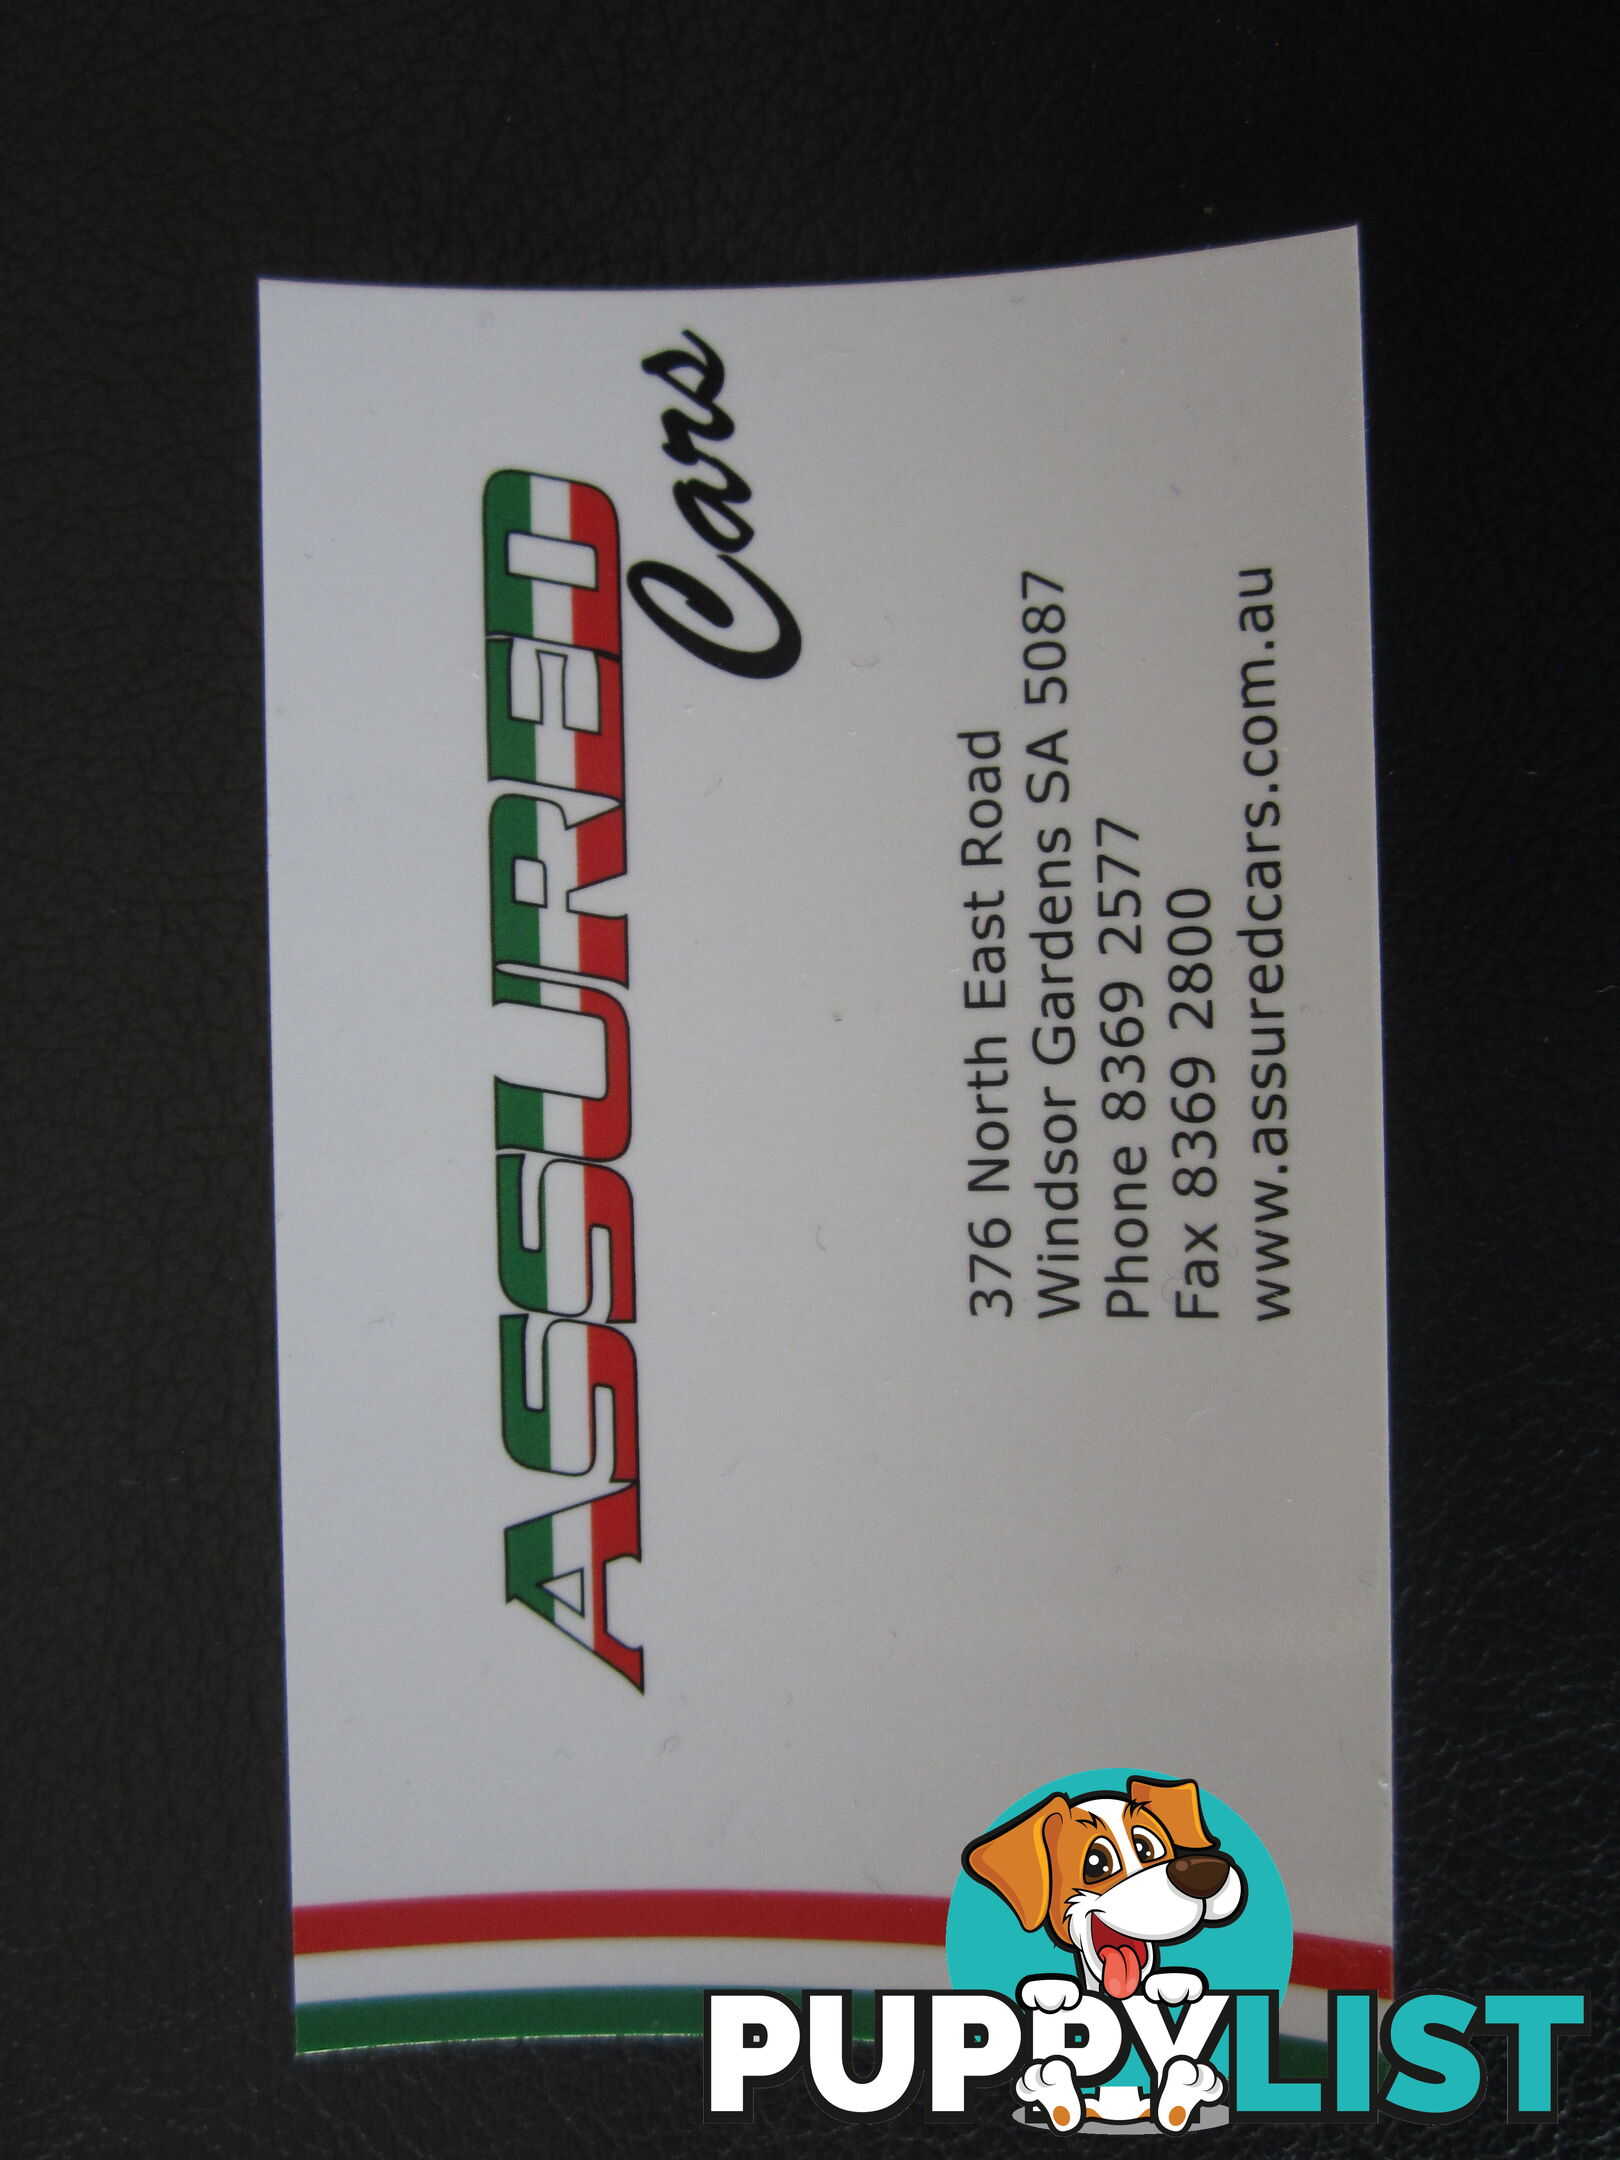 ASSURED
Cars
376 North East Road
Windsor Gardens SA 5087
Phone 8369 2577
Fax 8369 2800
www.assuredcars.com.au
PUPPYLIST